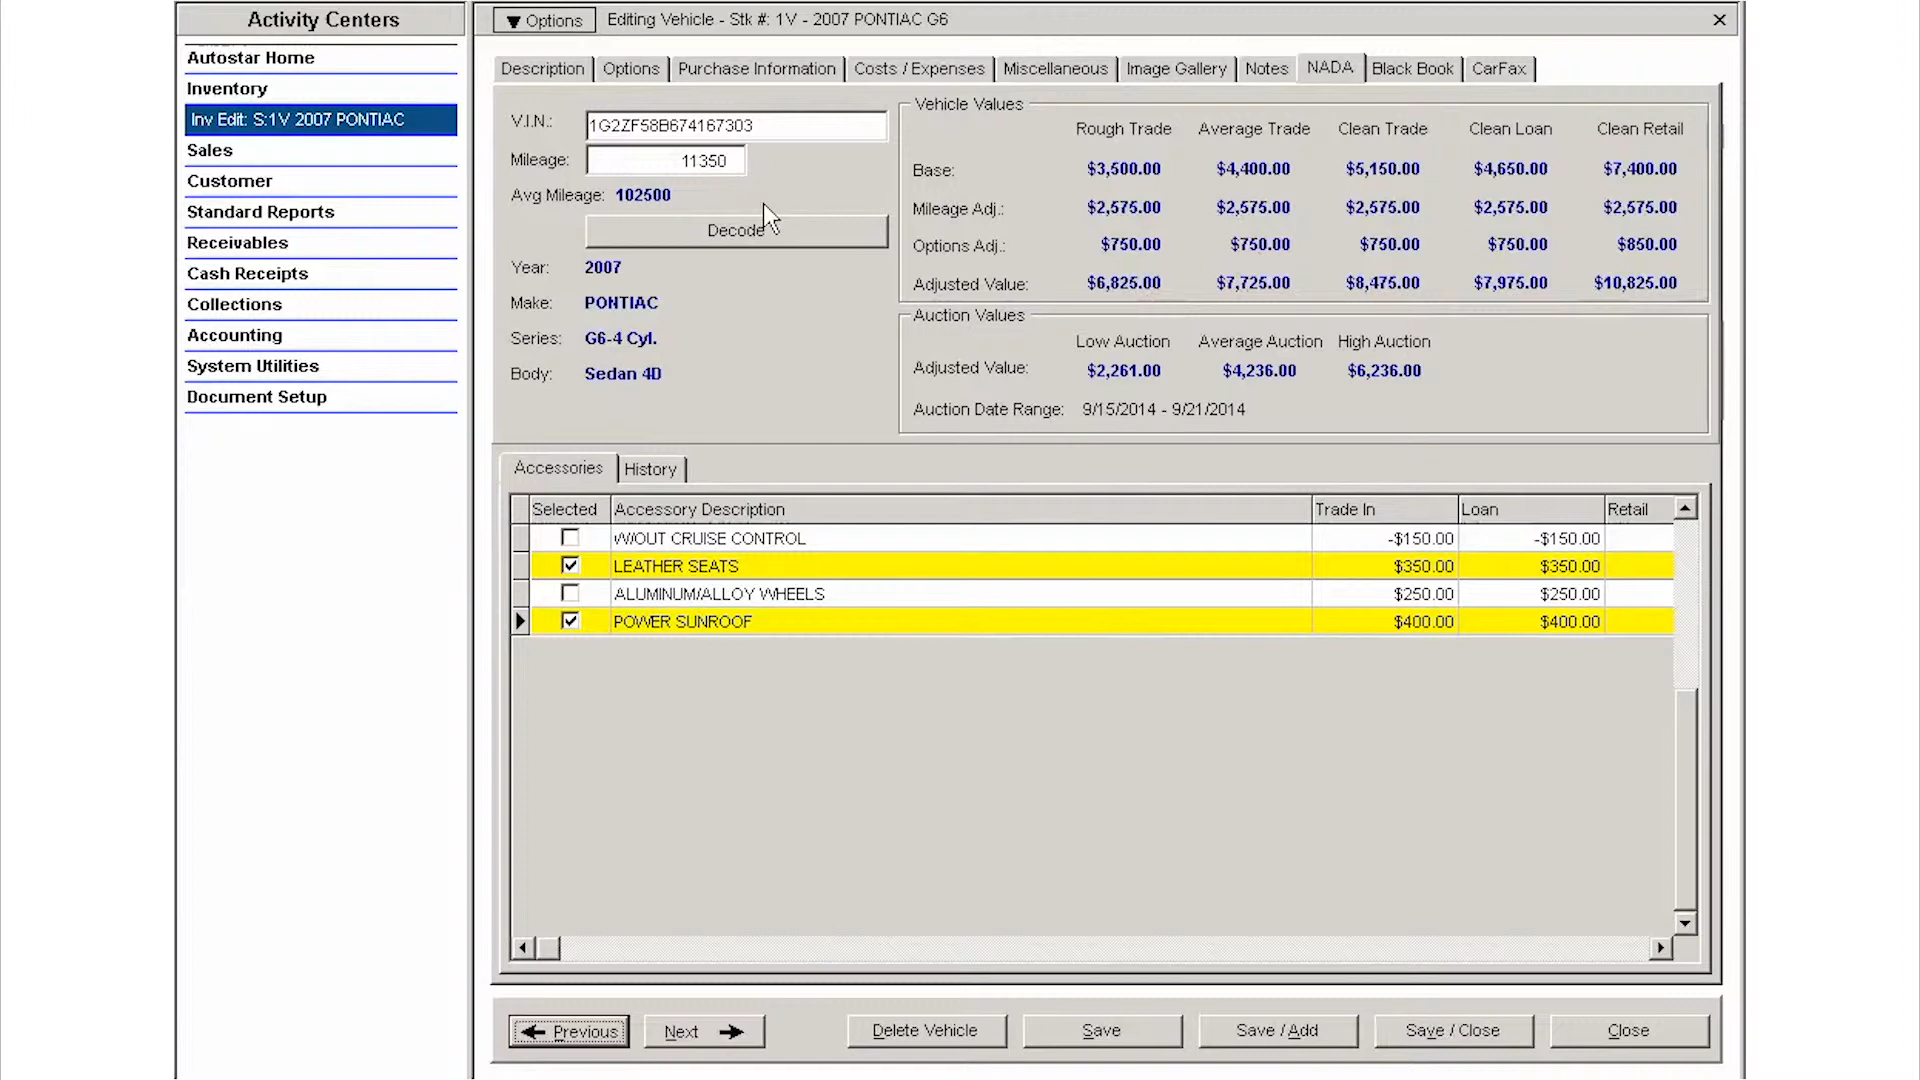 Activity Centers
Autostar Home
Inventory
Inv Edit: S:1V 2007 PONTIAC
Sales
Customer
Standard Reports
Receivables
Cash Receipts
Collections
Accounting
System Utilities
Document Setup
▼ Options Editing Vehicle - Stk #: 1V - 2007 PONTIAC G6
Description Options Purchase Information Costs / Expenses Miscellaneous Image Gallery Notes NADA Black Book CarFax
V.I.N.: 1G2ZF58B674167303
Mileage: 11350
Avg Mileage: 102500
Decode
Year: 2007
Make: PONTIAC
Series: G6-4 Cyl.
Body: Sedan 4D
Vehicle Values
Rough Trade Average Trade Clean Trade Clean Loan Clean Retail
Base: $3,500.00 $4,400.00 $5,150.00 $4,650.00 $7,400.00
Mileage Adj.: $2,575.00 $2,575.00 $2,575.00 $2,575.00 $2,575.00
Options Adj.: $750.00 $750.00 $750.00 $750.00 $850.00
Adjusted Value: $6,825.00 $7,725.00 $8,475.00 $7,975.00 $10,825.00
Auction Values
Low Auction Average Auction High Auction
Adjusted Value: $2,261.00 $4,236.00 $6,236.00
Auction Date Range: 9/15/2014 - 9/21/2014
Accessories History
Selected Accessory Description Trade In Loan Retail
W/OUT CRUISE CONTROL -$150.00 -$150.00
LEATHER SEATS $350.00 $350.00
ALUMINUM/ALLOY WHEELS $250.00 $250.00
POWER SUNROOF $400.00 $400.00
Previous Next Delete Vehicle Save Save / Add Save / Close Close